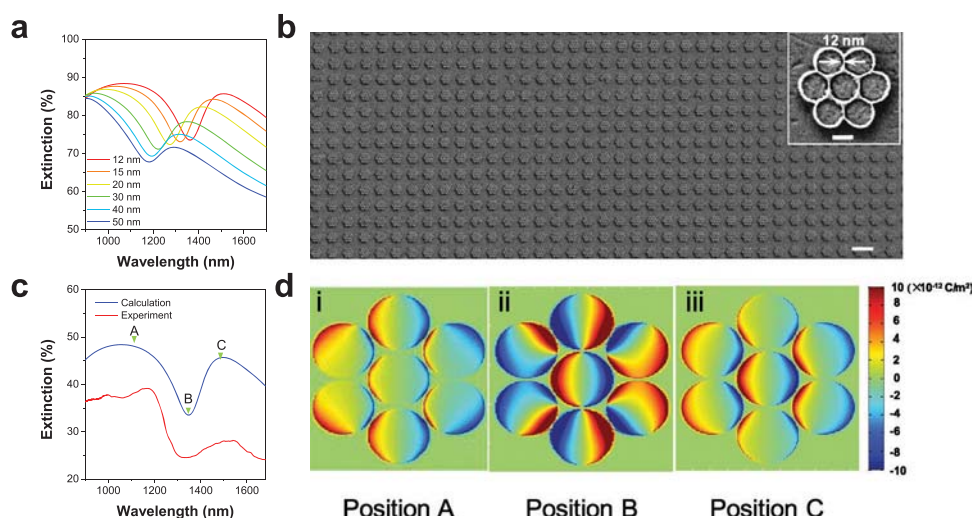 a
100
90
80
70
60
50
Extinction (%)
12 nm
15 nm
20 nm
30 nm
40 nm
50 nm
1000 1200 1400 1600
Wavelength (nm)
b
12 nm
c
60
50
40
30
20
Extinction (%)
Calculation
Experiment
A
B
C
1000 1200 1400 1600
Wavelength (nm)
d
i
ii
iii
10 (×10⁻¹² C/m²)
8
6
4
2
0
-2
-4
-6
-8
-10
Position A Position B Position C